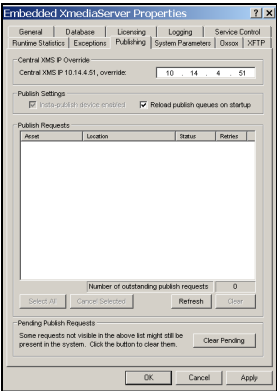 Embedded XmediaServer Properties ? X
General Database Licensing Logging Service Control
Runtime Statistics Exceptions Publishing System Parameters Oxsox XFTP
Central XMS IP Override
Central XMS IP 10.14.4.51, override: 10 . 14 . 4 . 51
Publish Settings
Insta-publish device enabled Reload publish queues on startup
Publish Requests
Asset Location Status Retries
Number of outstanding publish requests 0
Select All Cancel Selected Refresh Clear
Pending Publish Requests
Some requests not visible in the above list might still be
present in the system. Click the button to clear them. Clear Pending
OK Cancel Apply